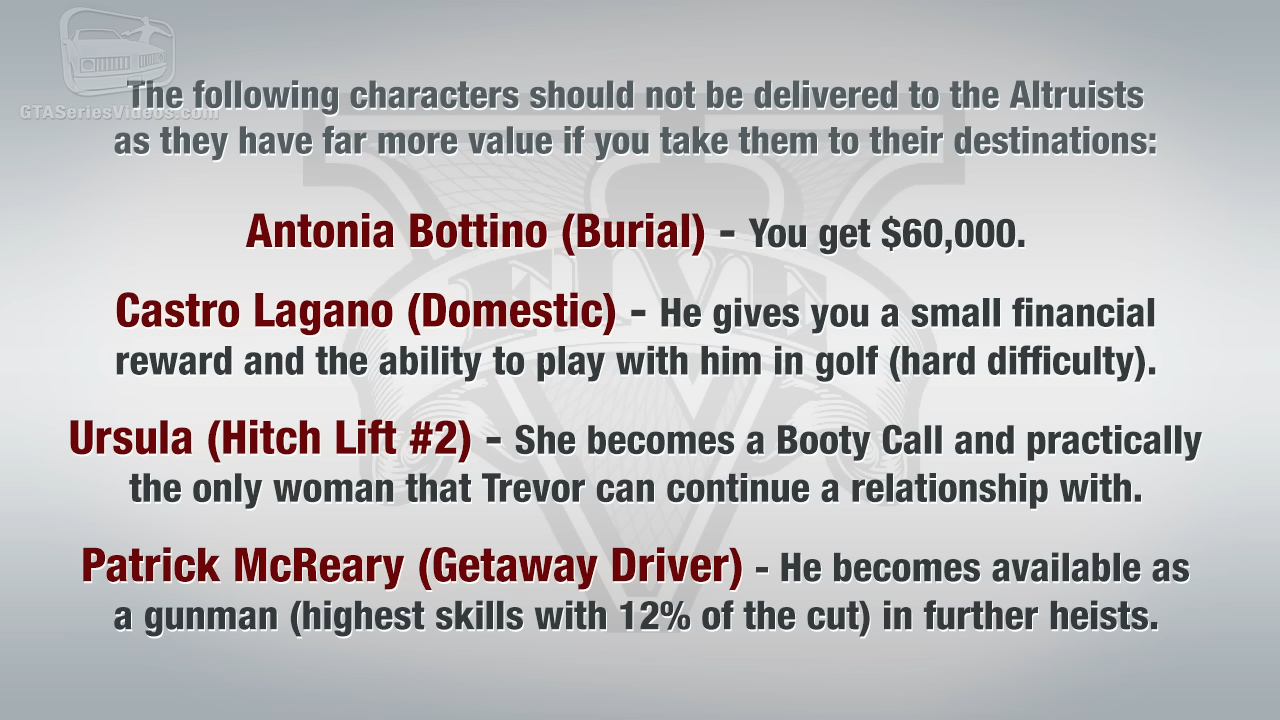 GTASeriesVideos.com
The following characters should not be delivered to the Altruists
as they have far more value if you take them to their destinations:
Antonia Bottino (Burial) - You get $60,000.
Castro Lagano (Domestic) - He gives you a small financial
reward and the ability to play with him in golf (hard difficulty).
Ursula (Hitch Lift #2) - She becomes a Booty Call and practically
the only woman that Trevor can continue a relationship with.
Patrick McReary (Getaway Driver) - He becomes available as
a gunman (highest skills with 12% of the cut) in further heists.
V
FIVE